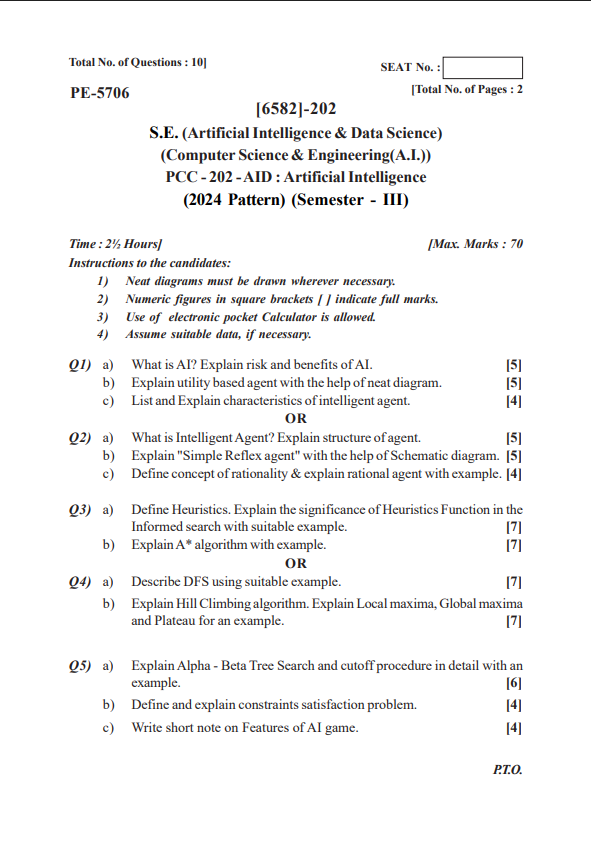 Total No. of Questions : 10]
SEAT No. :
PE-5706
[Total No. of Pages : 2
[6582]-202
S.E. (Artificial Intelligence & Data Science)
(Computer Science & Engineering(A.I.))
PCC - 202 - AID : Artificial Intelligence
(2024 Pattern) (Semester - III)
Time : 2½ Hours]
[Max. Marks : 70
Instructions to the candidates:
1) Neat diagrams must be drawn wherever necessary.
2) Numeric figures in square brackets [ ] indicate full marks.
3) Use of electronic pocket Calculator is allowed.
4) Assume suitable data, if necessary.
Q1) a) What is AI? Explain risk and benefits of AI. [5]
b) Explain utility based agent with the help of neat diagram. [5]
c) List and Explain characteristics of intelligent agent. [4]
OR
Q2) a) What is Intelligent Agent? Explain structure of agent. [5]
b) Explain "Simple Reflex agent" with the help of Schematic diagram. [5]
c) Define concept of rationality & explain rational agent with example. [4]
Q3) a) Define Heuristics. Explain the significance of Heuristics Function in the
Informed search with suitable example. [7]
b) Explain A* algorithm with example. [7]
OR
Q4) a) Describe DFS using suitable example. [7]
b) Explain Hill Climbing algorithm. Explain Local maxima, Global maxima
and Plateau for an example. [7]
Q5) a) Explain Alpha - Beta Tree Search and cutoff procedure in detail with an
example. [6]
b) Define and explain constraints satisfaction problem. [4]
c) Write short note on Features of AI game. [4]
P.T.O.